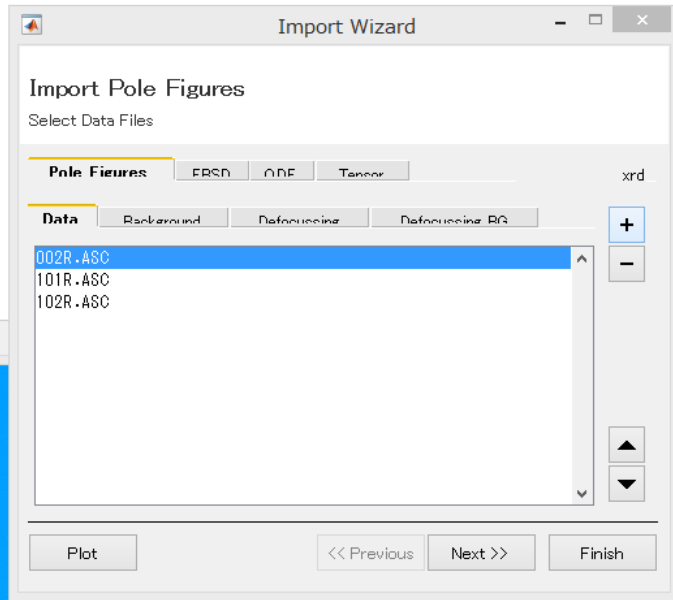 Import Wizard
Import Pole Figures
Select Data Files
Pole Figures EBSD ODF Tensor xrd
Data Background Defocussing Defocussing BG
002R.ASC
101R.ASC
102R.ASC
Plot << Previous Next >> Finish